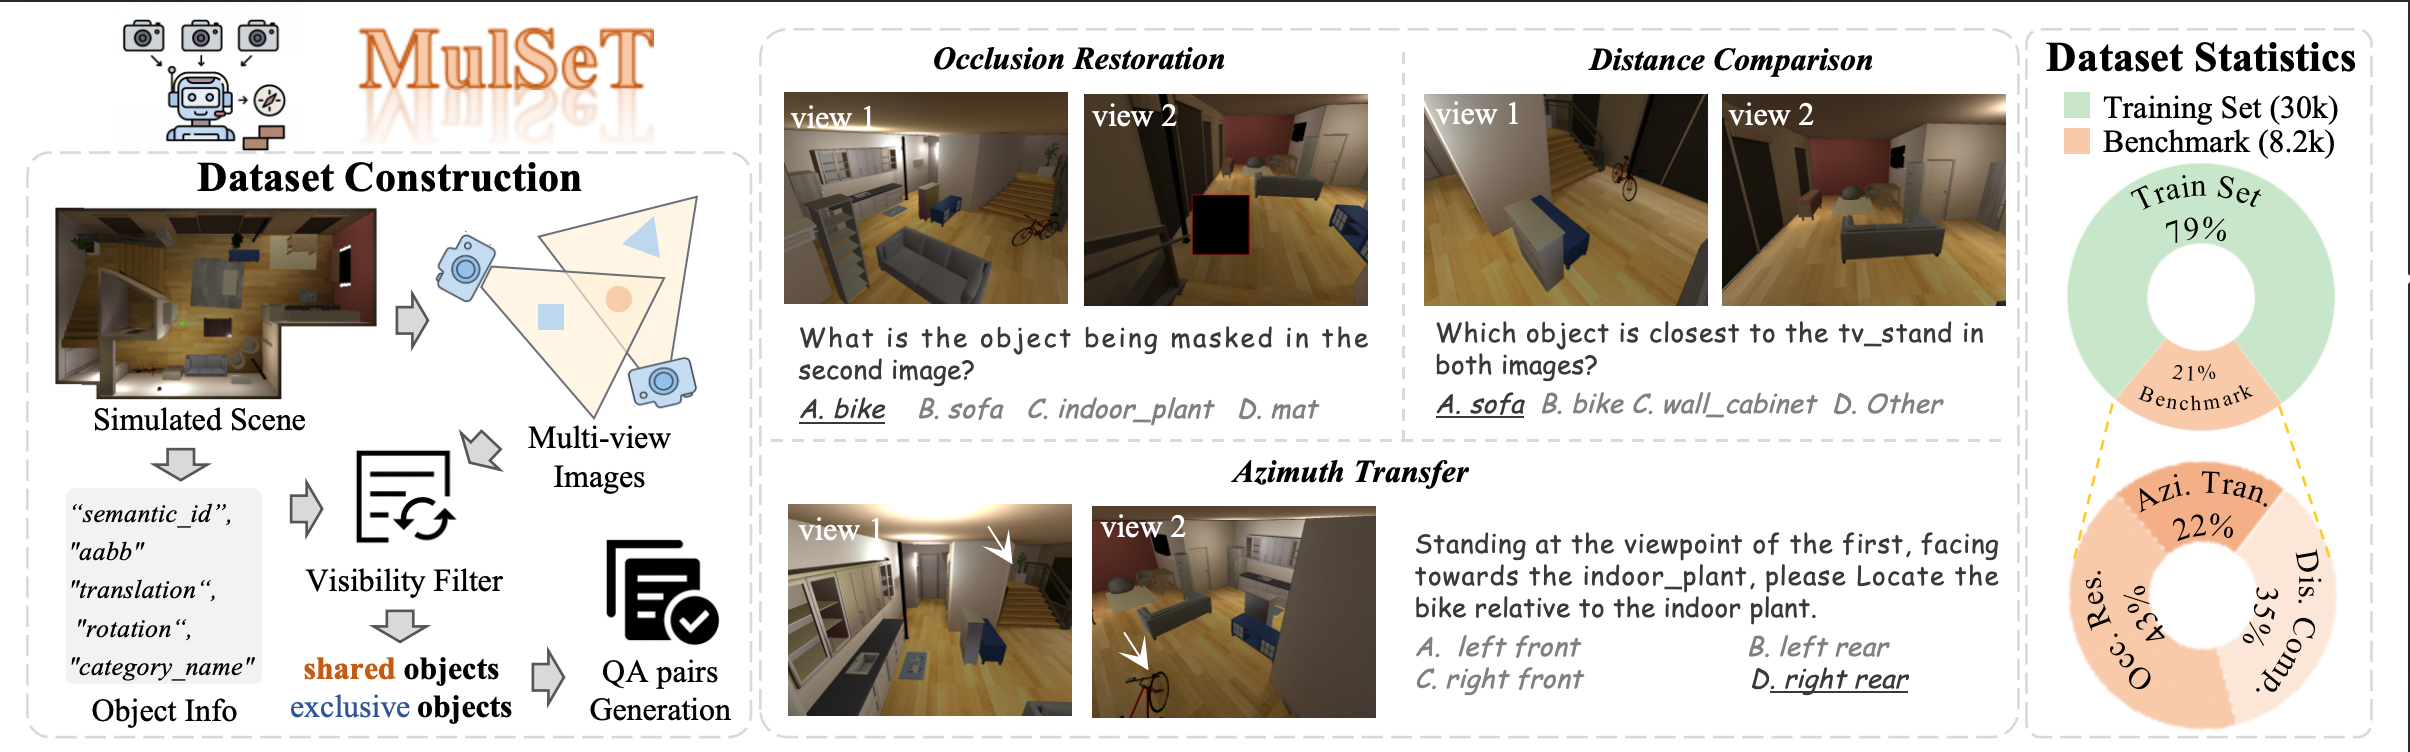 MulSeT
Dataset Construction
Simulated Scene
Multi-view
Images
“semantic_id”,
"aabb"
"translation“,
"rotation“,
"category_name"
Object Info
Visibility Filter
shared objects
exclusive objects
QA pairs
Generation
Occlusion Restoration
view 1
view 2
What is the object being masked in the
second image?
A. bike B. sofa C. indoor_plant D. mat
Distance Comparison
view 1
view 2
Which object is closest to the tv_stand in
both images?
A. sofa B. bike C. wall_cabinet D. Other
Azimuth Transfer
view 1
view 2
Standing at the viewpoint of the first, facing
towards the indoor_plant, please Locate the
bike relative to the indoor plant.
A. left front B. left rear
C. right front D. right rear
Dataset Statistics
Training Set (30k)
Benchmark (8.2k)
Train Set
79%
21%
Benchmark
Azi. Tran.
22%
Occ. Res.
43%
Dis. Comp.
35%